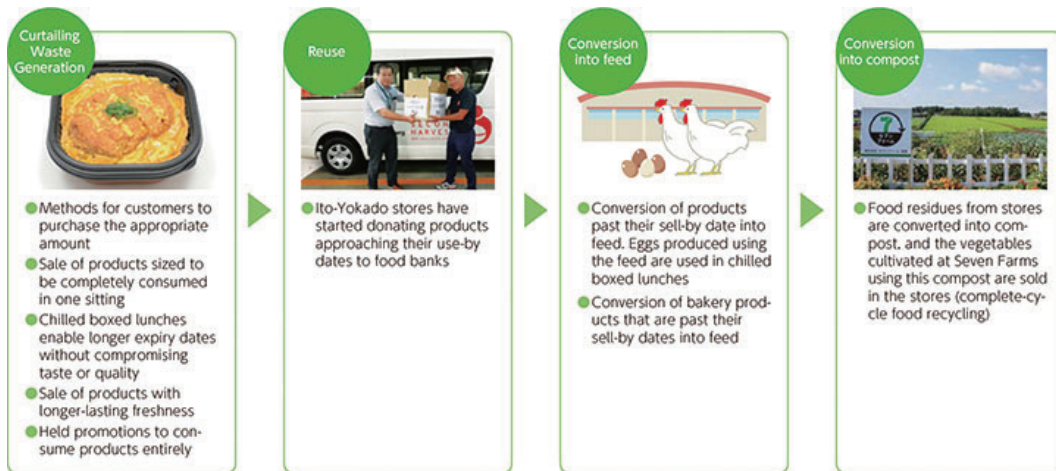 Curtailing
Waste
Generation
Methods for customers to
purchase the appropriate
amount
Sale of products sized to
be completely consumed
in one sitting
Chilled boxed lunches
enable longer expiry dates
without compromising
taste or quality
Sale of products with
longer-lasting freshness
Held promotions to con-
sume products entirely
Reuse
HARVEST
Ito-Yokado stores have
started donating products
approaching their use-by
dates to food banks
Conversion
into feed
Conversion of products
past their sell-by date into
feed. Eggs produced using
the feed are used in chilled
boxed lunches
Conversion of bakery prod-
ucts that are past their
sell-by dates into feed
Conversion
into compost
7
Food residues from stores
are converted into com-
post, and the vegetables
cultivated at Seven Farms
using this compost are sold
in the stores (complete-cy-
cle food recycling)